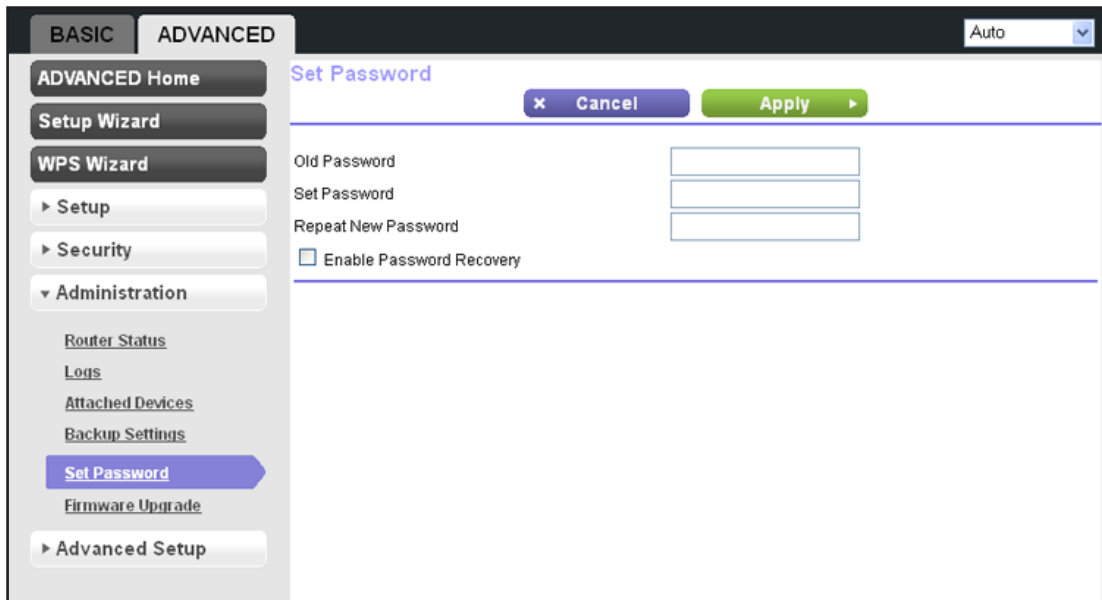 BASIC
ADVANCED
Auto
ADVANCED Home
Setup Wizard
WPS Wizard
Setup
Security
Administration
Router Status
Logs
Attached Devices
Backup Settings
Set Password
Firmware Upgrade
Advanced Setup
Set Password
Cancel
Apply
Old Password
Set Password
Repeat New Password
Enable Password Recovery